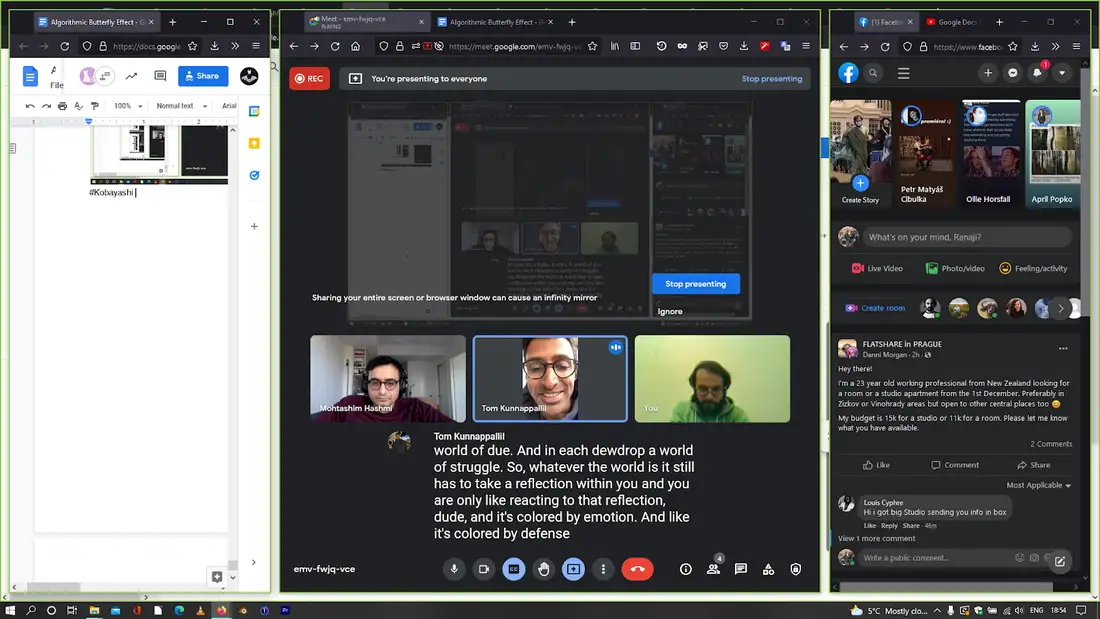 Algorithmic Butterfly Effect - G
https://docs.google
File
Share
100%
Normal text
Arial
1
1
2
#Kobayashi
Meet – emv-fwjq-vce
PLAYING
Algorithmic Butterfly Effect - G
https://meet.google.com/emv-fwjq-v
REC
You're presenting to everyone
Stop presenting
Sharing your entire screen or browser window can cause an infinity mirror
Stop presenting
Ignore
Mohtashim Hashmi
Tom Kunnappallil
You
Tom Kunnappallil
world of due. And in each dewdrop a world
of struggle. So, whatever the world is it still
has to take a reflection within you and you
are only like reacting to that reflection,
dude, and it's colored by emotion. And like
it's colored by defense
emv-fwjq-vce
4
(1) Faceb
Google Docs
https://www.faceb
1
Create Story
premiéra! :)
Petr Matyáš
Cibulka
Ollie Horsfall
April Popko
What's on your mind, Ranaji?
Live Video
Photo/video
Feeling/activity
Create room
FLATSHARE in PRAGUE
Danni Morgan · 2h ·
Hey there!
I'm a 23 year old working professional from New Zealand looking for
a room or a studio apartment from the 1st December. Preferably in
Zizkov or Vinohrady areas but open to other central places too 😄
My budget is 15k for a studio or 11k for a room. Please let me know
what you have available.
2 Comments
Like
Comment
Share
Most Applicable
Louis Cyphre
Hi i got big Studio sending you info in box
Like · Reply · Share · 46m
View 1 more comment
Write a public comment...
5°C Mostly clo...
ENG
18:54